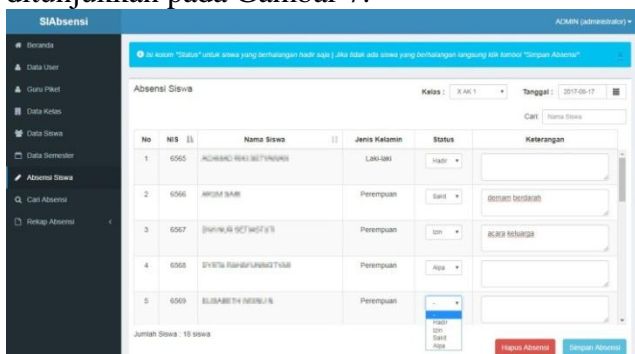 ditunjukkan pada Gambar 7.
SIAbsensi
ADMIN (administrator)
Beranda
Data User
Guru Piket
Data Kelas
Data Siswa
Data Semester
Absensi Siswa
Cari Absensi
Rekap Absensi
Isi kolom "Status" untuk siswa yang berhalangan hadir saja | Jika tidak ada siswa yang berhalangan langsung klik tombol "Simpan Absensi"
Absensi Siswa
Kelas : X AK 1 Tanggal : 2017-06-17
Cari: Nama Siswa
No NIS Nama Siswa Jenis Kelamin Status Keterangan
1 6565 Laki-laki Hadir
2 6566 Perempuan Sakit demam berdarah
3 6567 Perempuan Izin acara keluarga
4 6568 Perempuan Alpa
5 6569 Perempuan -
-
Hadir
Izin
Sakit
Alpa
Jumlah Siswa : 18 siswa
Hapus Absensi Simpan Absensi